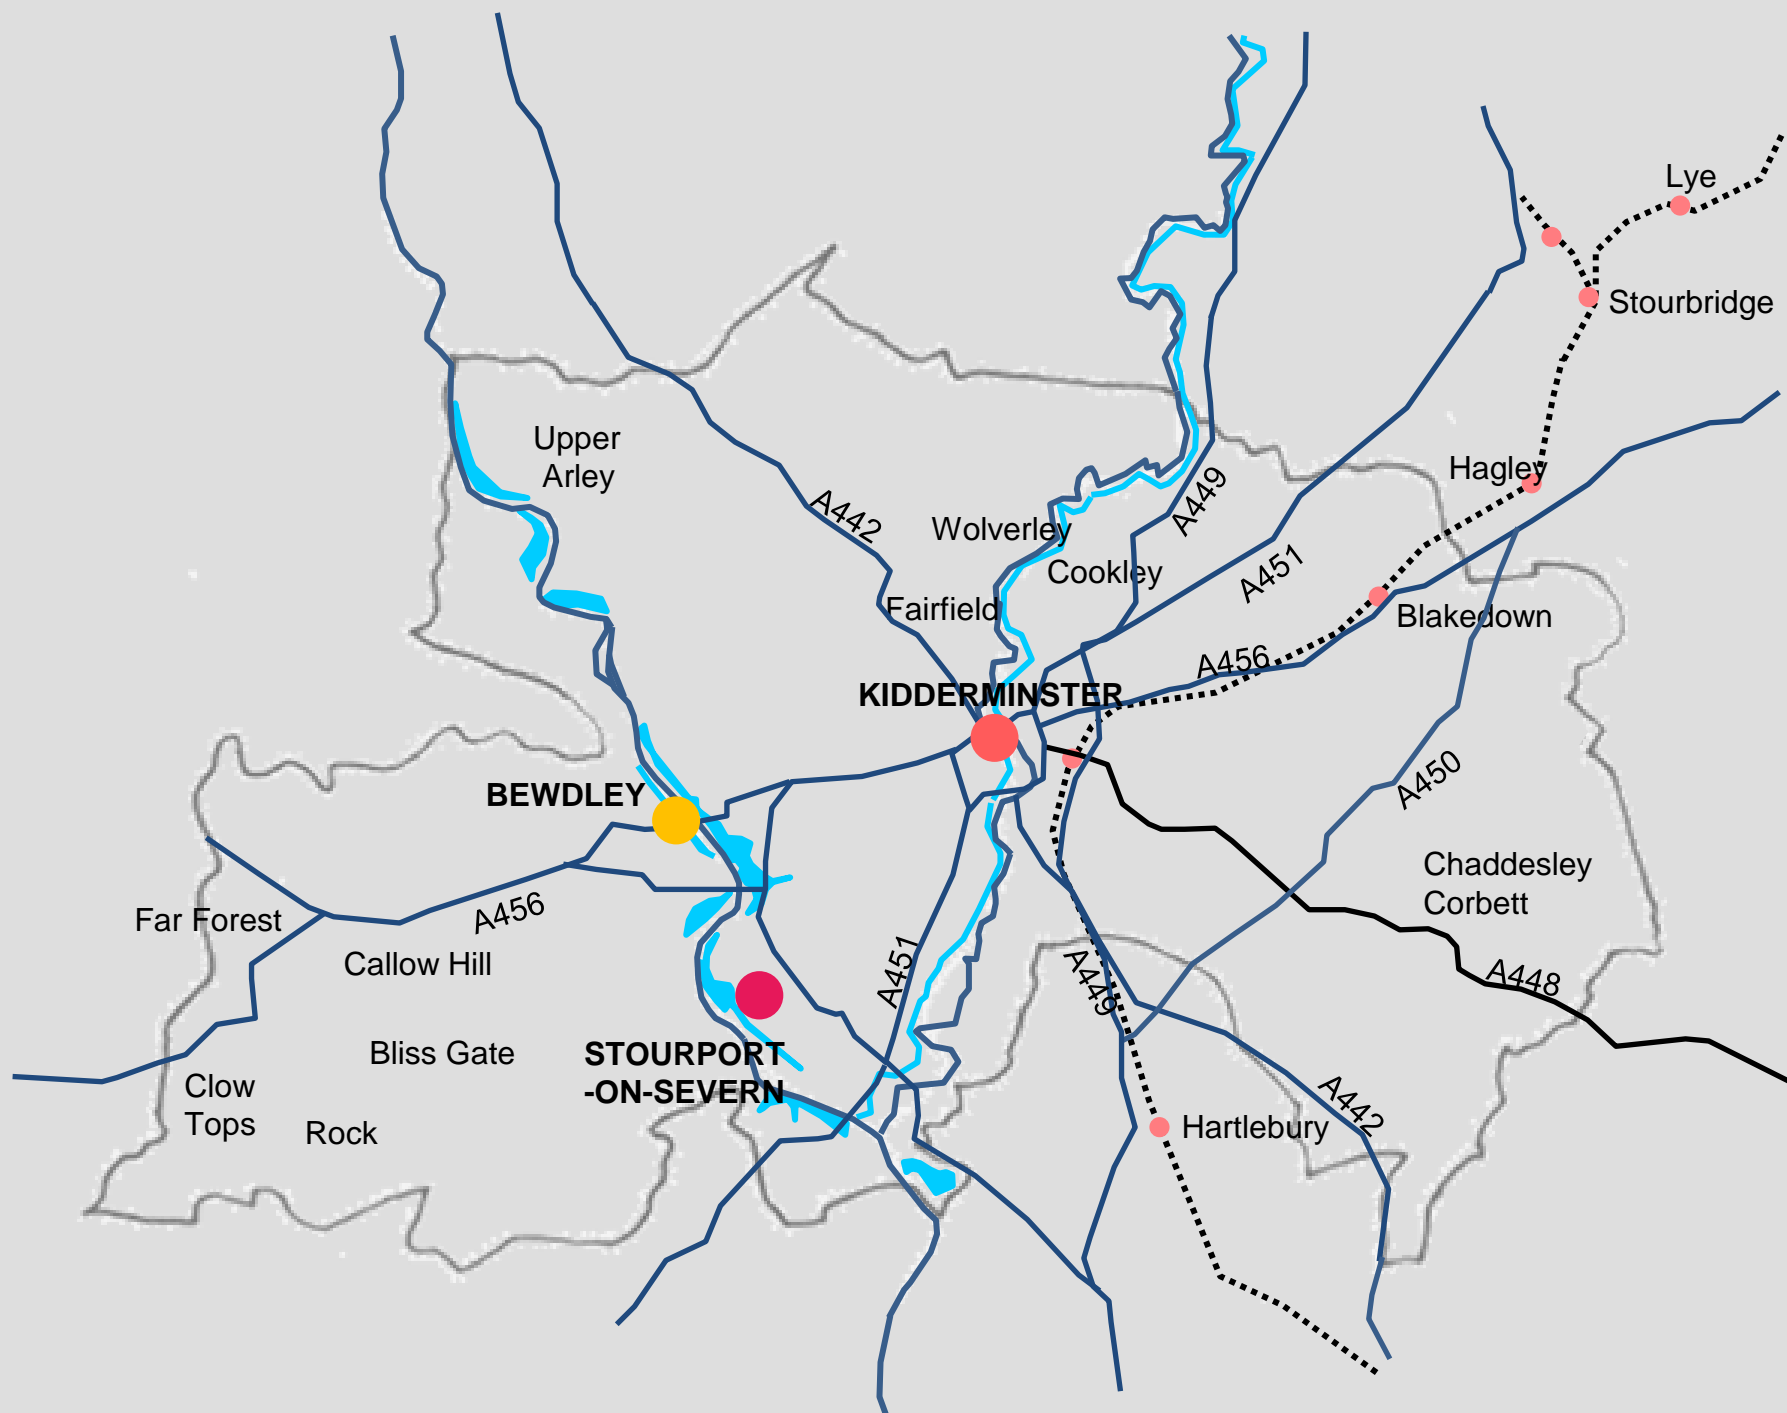 Lye
Stourbridge
Upper
Arley
Hagley
A442
A449
Wolverley
Cookley
A451
Fairfield
Blakedown
A456
KIDDERMINSTER
BEWDLEY
A450
Chaddesley
Corbett
Far Forest
A456
Callow Hill
A451
A449
A448
Bliss Gate
STOURPORT
-ON-SEVERN
Clow
Tops
Rock
A442
Hartlebury